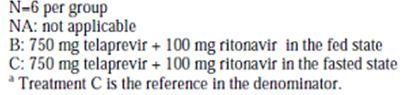 N=6 per group
NA: not applicable
B: 750 mg telaprevir + 100 mg ritonavir in the fed state
C: 750 mg telaprevir + 100 mg ritonavir in the fasted state
a Treatment C is the reference in the denominator.